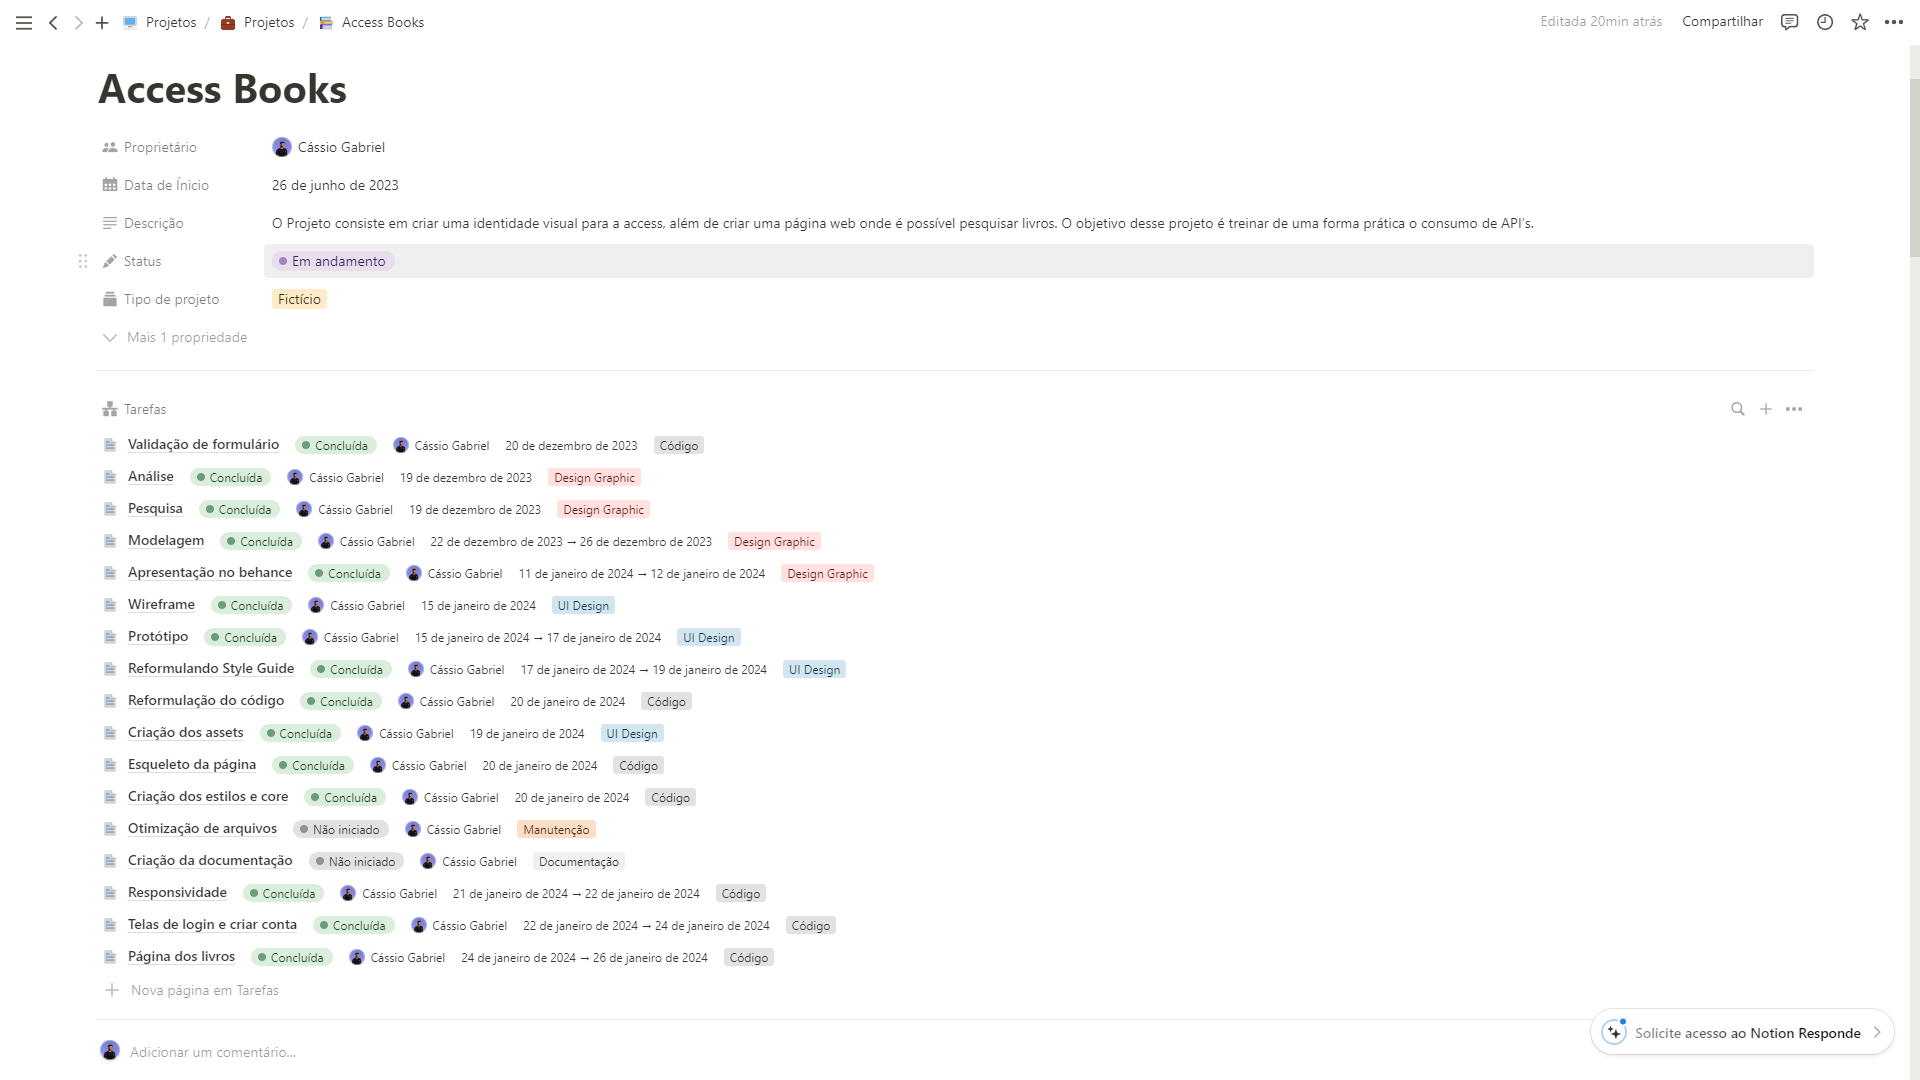 Projetos / Projetos / Access Books Editada 20min atrás Compartilhar
Access Books
Proprietário Cássio Gabriel
Data de Ínicio 26 de junho de 2023
Descrição O Projeto consiste em criar uma identidade visual para a access, além de criar uma página web onde é possível pesquisar livros. O objetivo desse projeto é treinar de uma forma prática o consumo de API's.
Status Em andamento
Tipo de projeto Fictício
Mais 1 propriedade
Tarefas
Validação de formulário Concluída Cássio Gabriel 20 de dezembro de 2023 Código
Análise Concluída Cássio Gabriel 19 de dezembro de 2023 Design Graphic
Pesquisa Concluída Cássio Gabriel 19 de dezembro de 2023 Design Graphic
Modelagem Concluída Cássio Gabriel 22 de dezembro de 2023 → 26 de dezembro de 2023 Design Graphic
Apresentação no behance Concluída Cássio Gabriel 11 de janeiro de 2024 → 12 de janeiro de 2024 Design Graphic
Wireframe Concluída Cássio Gabriel 15 de janeiro de 2024 UI Design
Protótipo Concluída Cássio Gabriel 15 de janeiro de 2024 → 17 de janeiro de 2024 UI Design
Reformulando Style Guide Concluída Cássio Gabriel 17 de janeiro de 2024 → 19 de janeiro de 2024 UI Design
Reformulação do código Concluída Cássio Gabriel 20 de janeiro de 2024 Código
Criação dos assets Concluída Cássio Gabriel 19 de janeiro de 2024 UI Design
Esqueleto da página Concluída Cássio Gabriel 20 de janeiro de 2024 Código
Criação dos estilos e core Concluída Cássio Gabriel 20 de janeiro de 2024 Código
Otimização de arquivos Não iniciado Cássio Gabriel Manutenção
Criação da documentação Não iniciado Cássio Gabriel Documentação
Responsividade Concluída Cássio Gabriel 21 de janeiro de 2024 → 22 de janeiro de 2024 Código
Telas de login e criar conta Concluída Cássio Gabriel 22 de janeiro de 2024 → 24 de janeiro de 2024 Código
Página dos livros Concluída Cássio Gabriel 24 de janeiro de 2024 → 26 de janeiro de 2024 Código
Nova página em Tarefas
Solicite acesso ao Notion Responde
Adicionar um comentário...